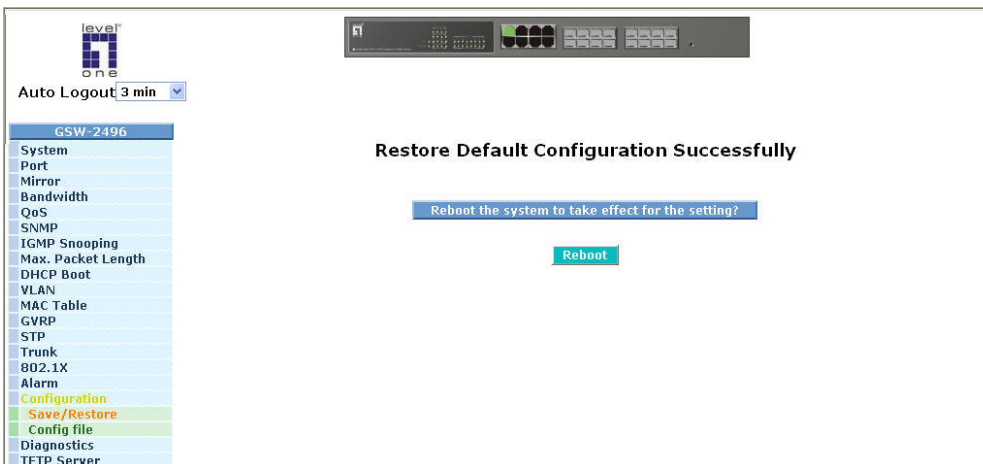 level
one
Auto Logout 3 min
GSW-2496
System
Port
Mirror
Bandwidth
QoS
SNMP
IGMP Snooping
Max. Packet Length
DHCP Boot
VLAN
MAC Table
GVRP
STP
Trunk
802.1X
Alarm
Configuration
Save/Restore
Config file
Diagnostics
TFTP Server
Restore Default Configuration Successfully
Reboot the system to take effect for the setting?
Reboot